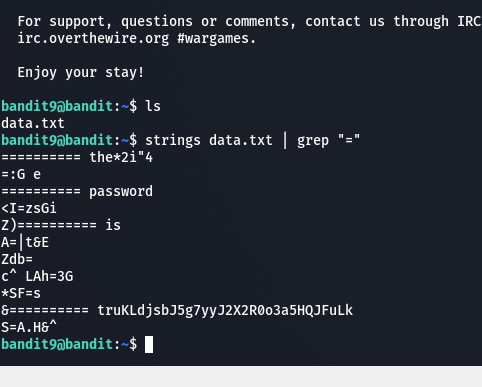 For support, questions or comments, contact us through IRC
irc.overthewire.org #wargames.
Enjoy your stay!
bandit9@bandit:~$ ls
data.txt
bandit9@bandit:~$ strings data.txt | grep "="
========== the*2i"4
=:G e
========== password
<I=zsGi
Z)========== is
A=|t&E
Zdb=
c^ LAh=3G
*SF=s
&========== truKLdjsbJ5g7yyJ2X2R0o3a5HQJFuLk
S=A.H&^
bandit9@bandit:~$